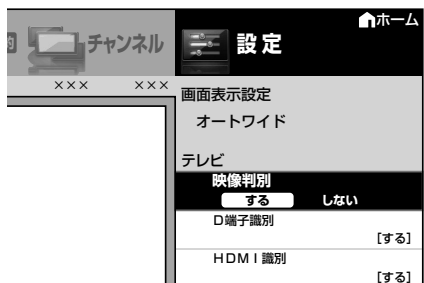 ホーム
的 チャンネル 設定
××× ×××
画面表示設定
オートワイド
テレビ
映像判別
する しない
D端子識別
[する]
HDMI識別
[する]